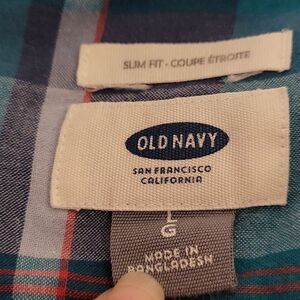 SLIM FIT - COUPE ÉTROITE
OLD NAVY
SAN FRANCISCO
CALIFORNIA
L
G
MADE IN
BANGLADESH